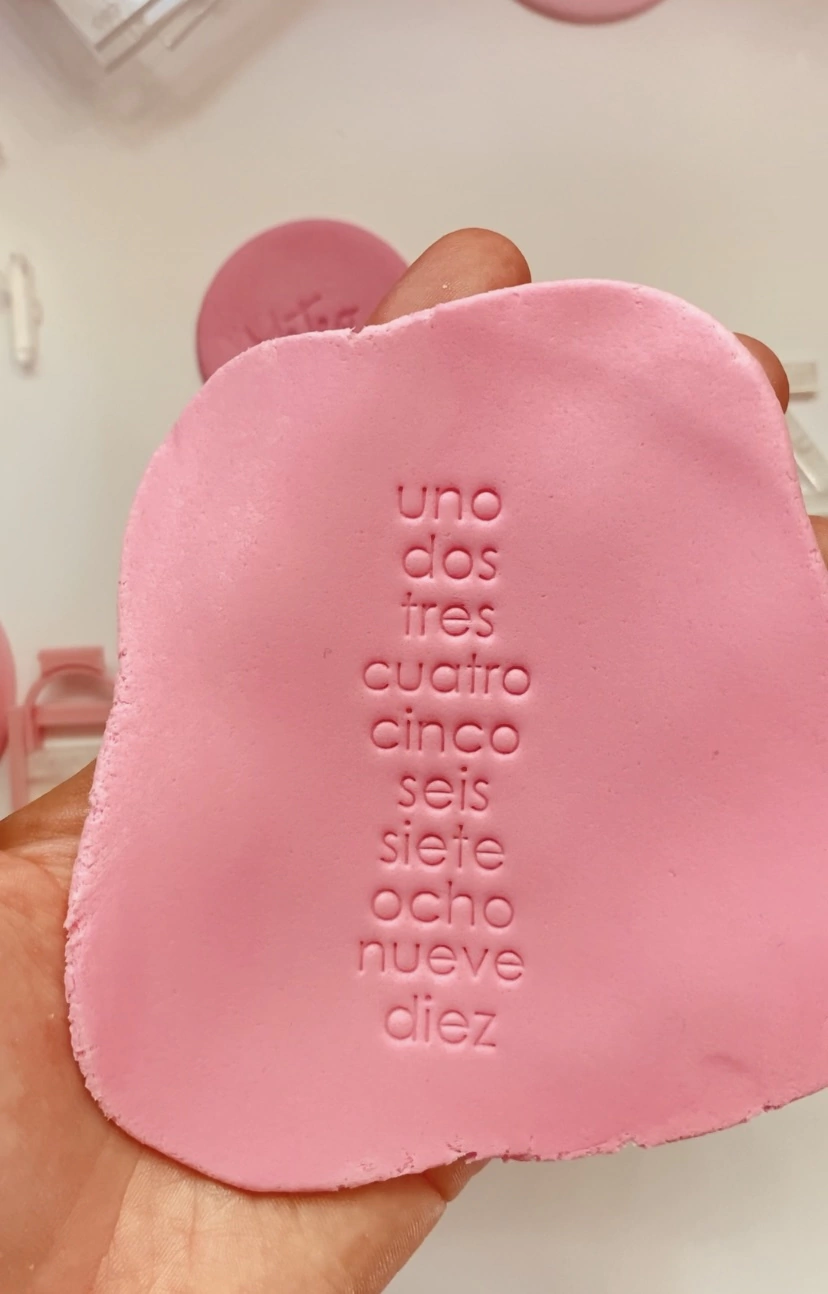 uno
dos
tres
cuatro
cinco
seis
siete
ocho
nueve
diez